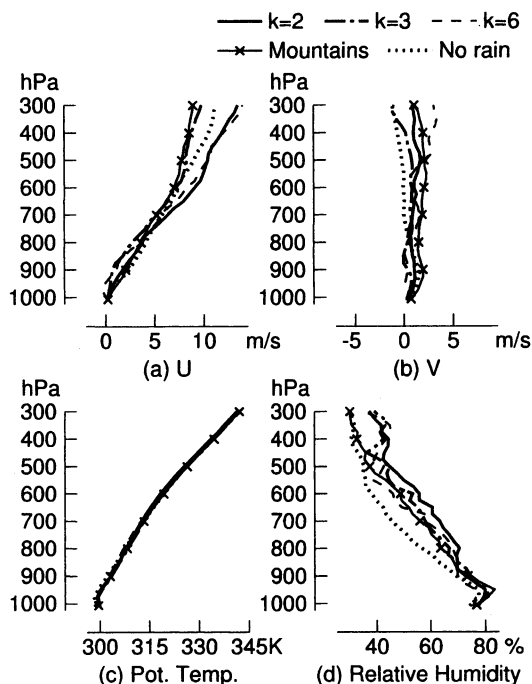 k=2 k=3 k=6
Mountains No rain
hPa hPa
300 300
400 400
500 500
600 600
700 700
800 800
900 900
1000 1000
0 5 10 m/s -5 0 5 m/s
(a) U (b) V
hPa hPa
300 300
400 400
500 500
600 600
700 700
800 800
900 900
1000 1000
300 315 330 345K 40 60 80 %
(c) Pot. Temp. (d) Relative Humidity